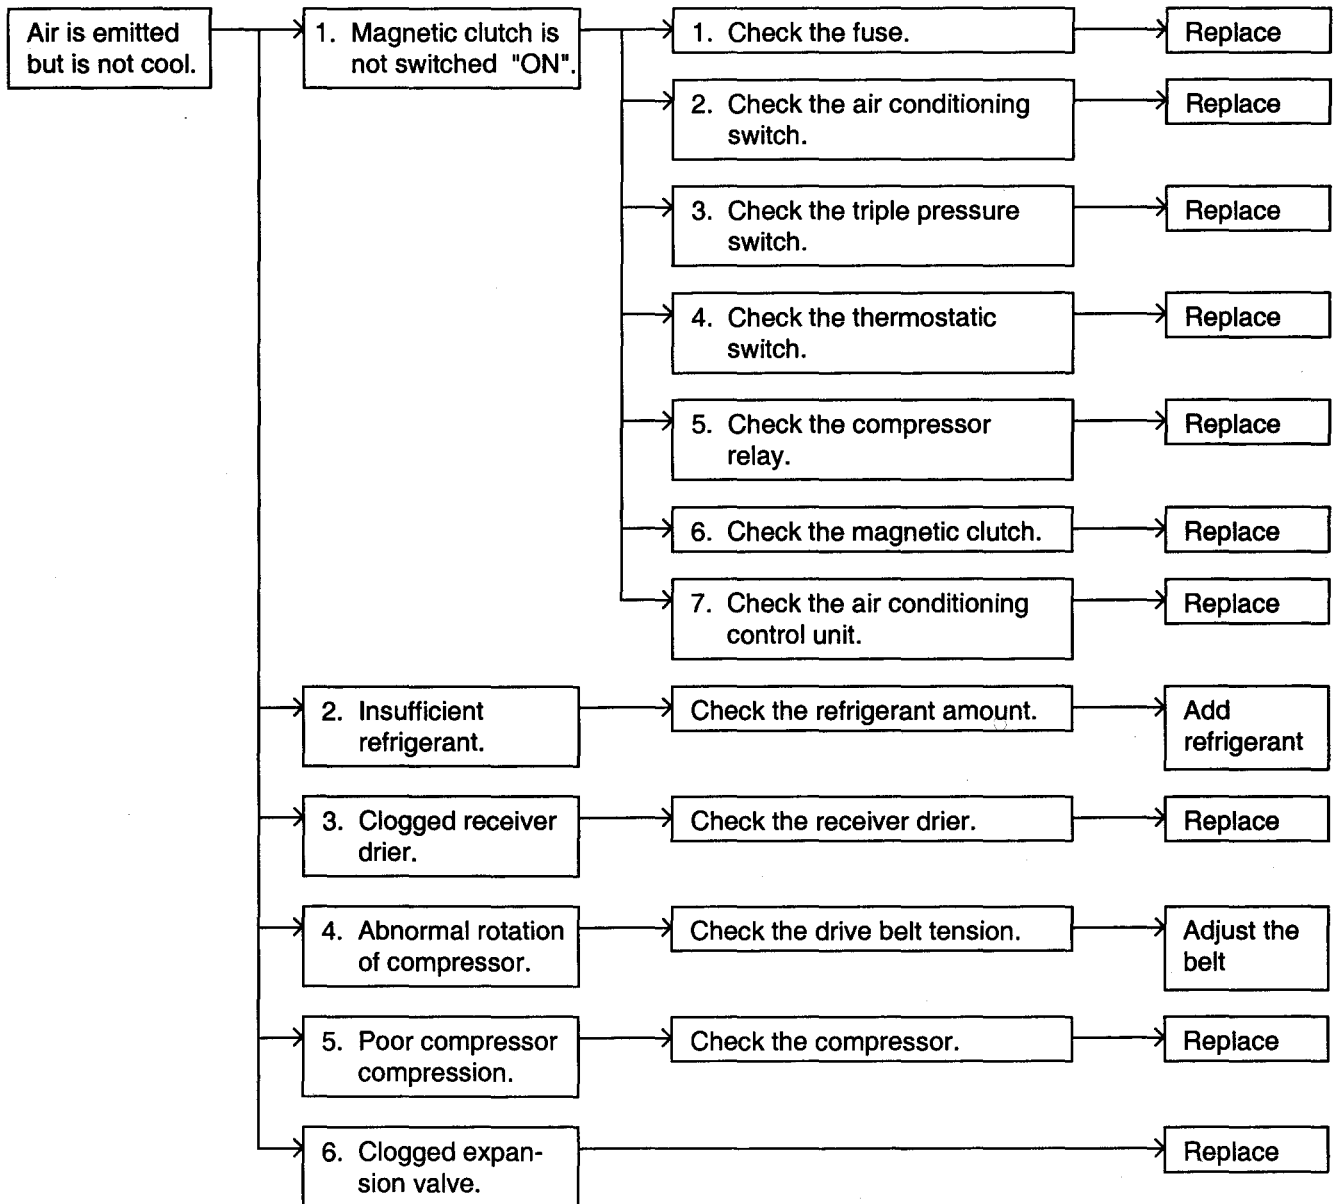 Air is emitted
but is not cool.
1. Magnetic clutch is
not switched "ON".
1. Check the fuse.
Replace
2. Check the air conditioning
switch.
Replace
3. Check the triple pressure
switch.
Replace
4. Check the thermostatic
switch.
Replace
5. Check the compressor
relay.
Replace
6. Check the magnetic clutch.
Replace
7. Check the air conditioning
control unit.
Replace
2. Insufficient
refrigerant.
Check the refrigerant amount.
Add
refrigerant
3. Clogged receiver
drier.
Check the receiver drier.
Replace
4. Abnormal rotation
of compressor.
Check the drive belt tension.
Adjust the
belt
5. Poor compressor
compression.
Check the compressor.
Replace
6. Clogged expan-
sion valve.
Replace